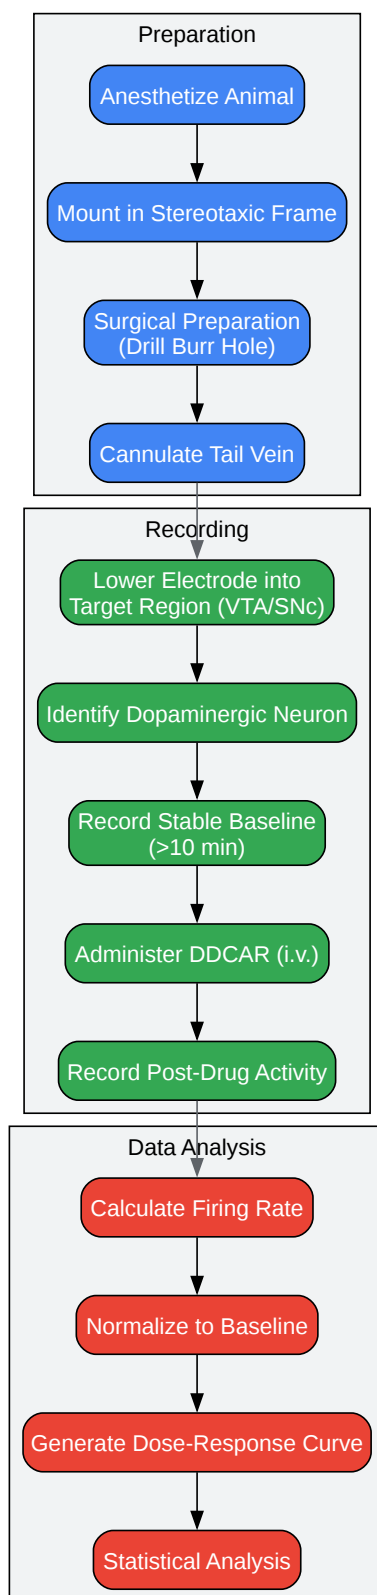 Preparation
Anesthetize Animal
Mount in Stereotaxic Frame
Surgical Preparation
(Drill Burr Hole)
Cannulate Tail Vein
Recording
Lower Electrode into
Target Region (VTA/SNc)
Identify Dopaminergic Neuron
Record Stable Baseline
(>10 min)
Administer DDCAR (i.v.)
Record Post-Drug Activity
Data Analysis
Calculate Firing Rate
Normalize to Baseline
Generate Dose-Response Curve
Statistical Analysis